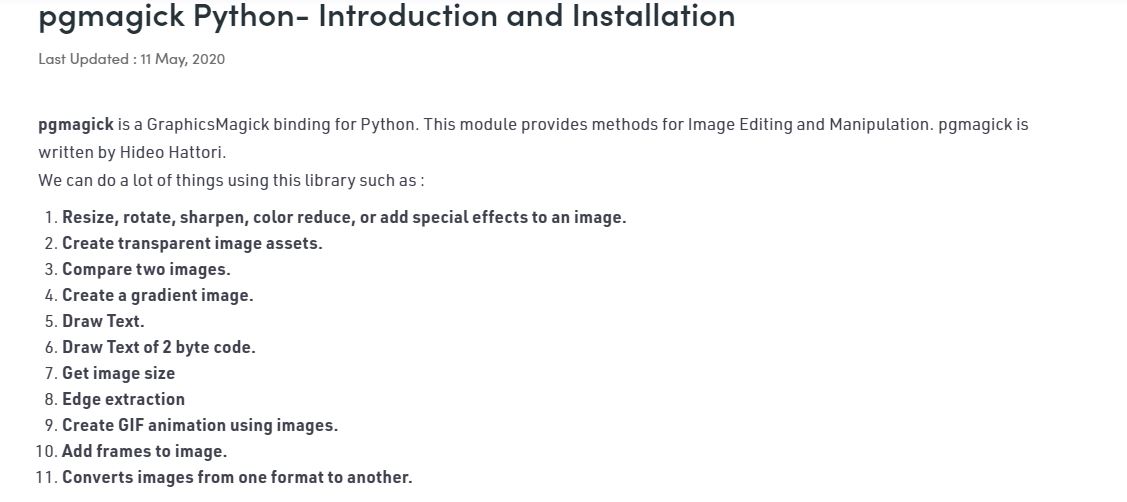 pgmagick Python- Introduction and Installation
Last Updated : 11 May, 2020
pgmagick is a GraphicsMagick binding for Python. This module provides methods for Image Editing and Manipulation. pgmagick is
written by Hideo Hattori.
We can do a lot of things using this library such as :
1. Resize, rotate, sharpen, color reduce, or add special effects to an image.
2. Create transparent image assets.
3. Compare two images.
4. Create a gradient image.
5. Draw Text.
6. Draw Text of 2 byte code.
7. Get image size
8. Edge extraction
9. Create GIF animation using images.
10. Add frames to image.
11. Converts images from one format to another.